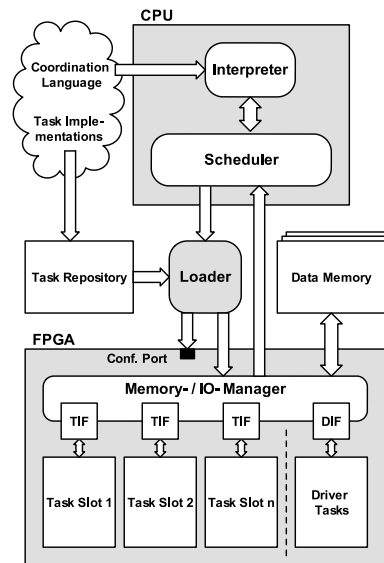 CPU
Coordination
Language
Task Imple-
mentations
Interpreter
Scheduler
Task Repository
Loader
Data Memory
FPGA
Conf. Port
Memory- / IO- Manager
TIF
TIF
TIF
DIF
Task Slot 1
Task Slot 2
Task Slot n
Driver
Tasks